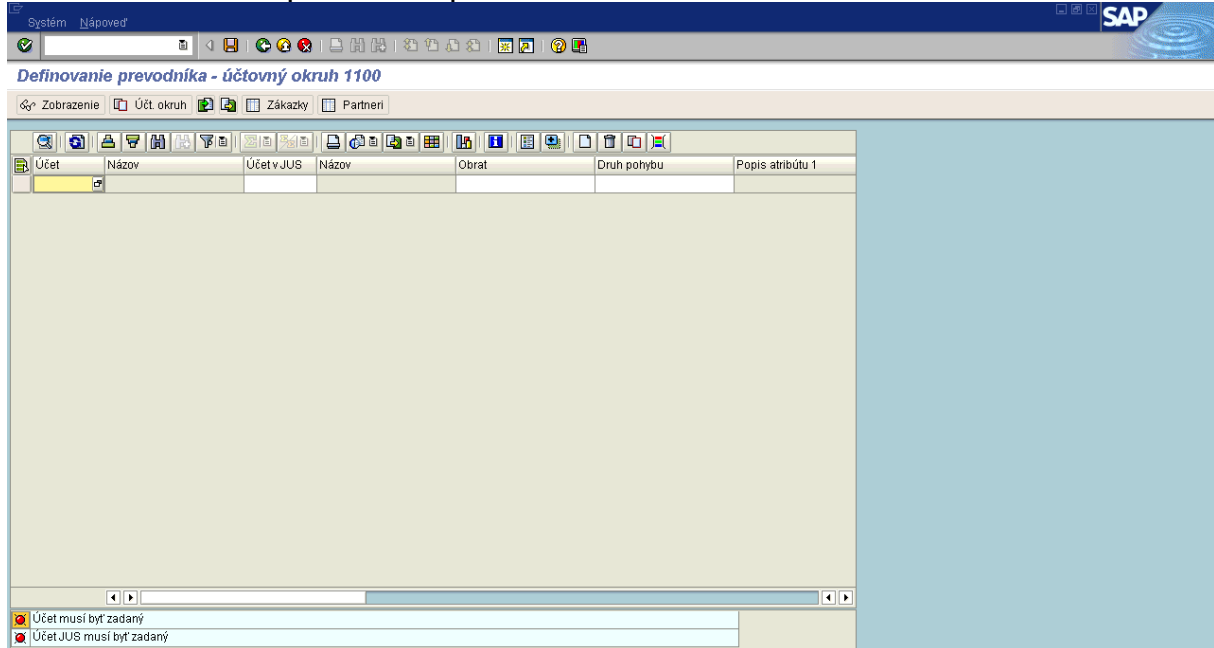 Systém Nápoveď
SAP
Definovanie prevodníka - účtovný okruh 1100
Zobrazenie Účt. okruh Zákazky Partneri
Účet Názov Účet v JUS Názov Obrat Druh pohybu Popis atribútu 1
Účet musí byť zadaný
Účet JUS musí byť zadaný